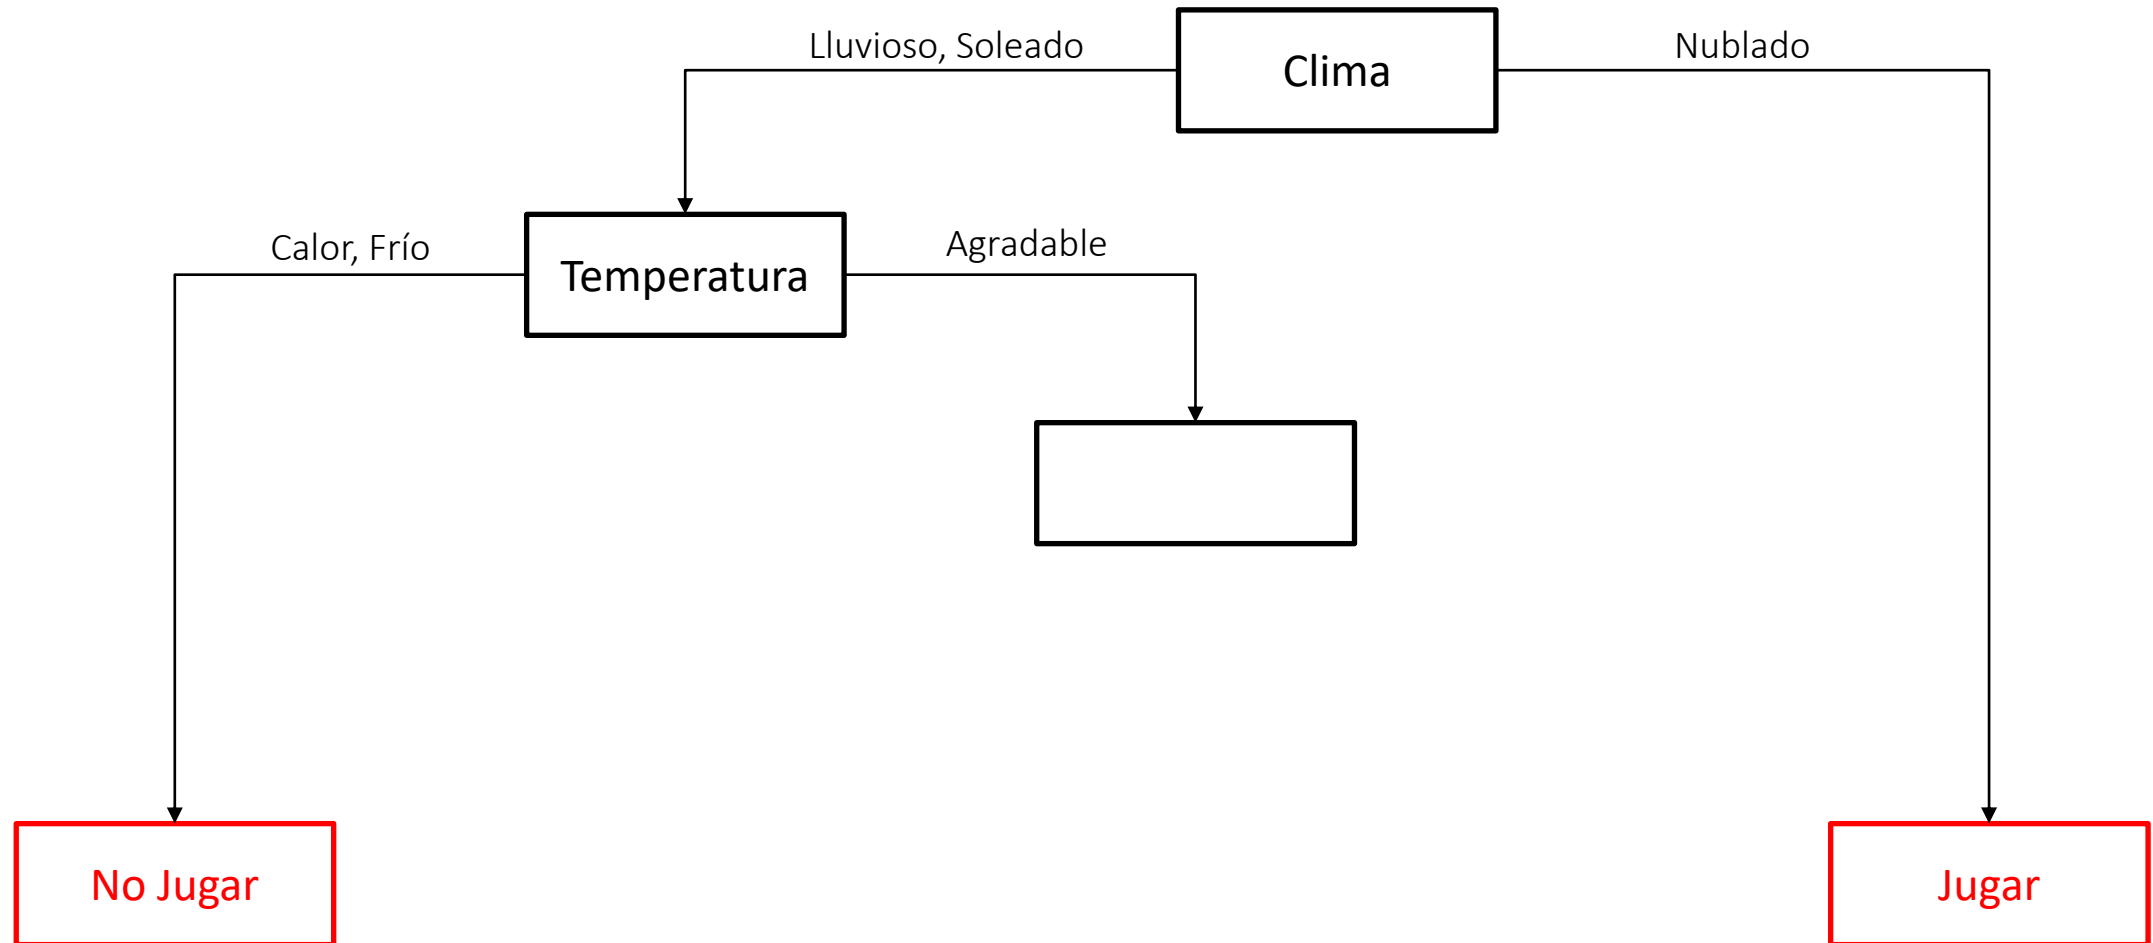 Lluvioso, Soleado
Clima
Nublado
Calor, Frío
Temperatura
Agradable
No Jugar
Jugar